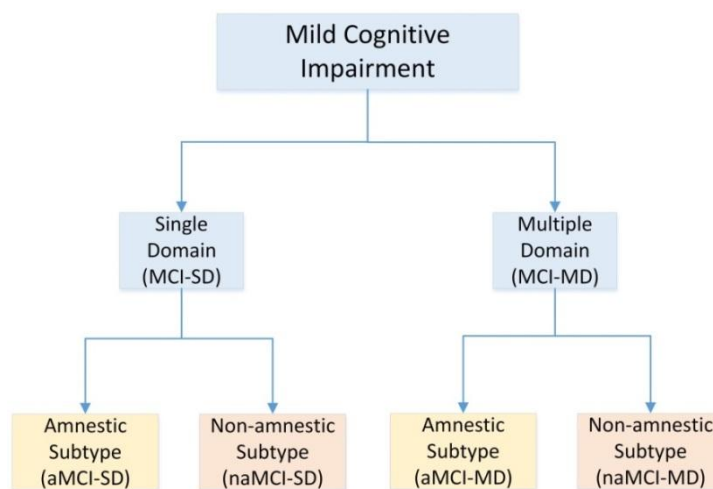 Mild Cognitive
Impairment
Single
Domain
(MCI-SD)
Multiple
Domain
(MCI-MD)
Amnestic
Subtype
(aMCI-SD)
Non-amnestic
Subtype
(naMCI-SD)
Amnestic
Subtype
(aMCI-MD)
Non-amnestic
Subtype
(naMCI-MD)